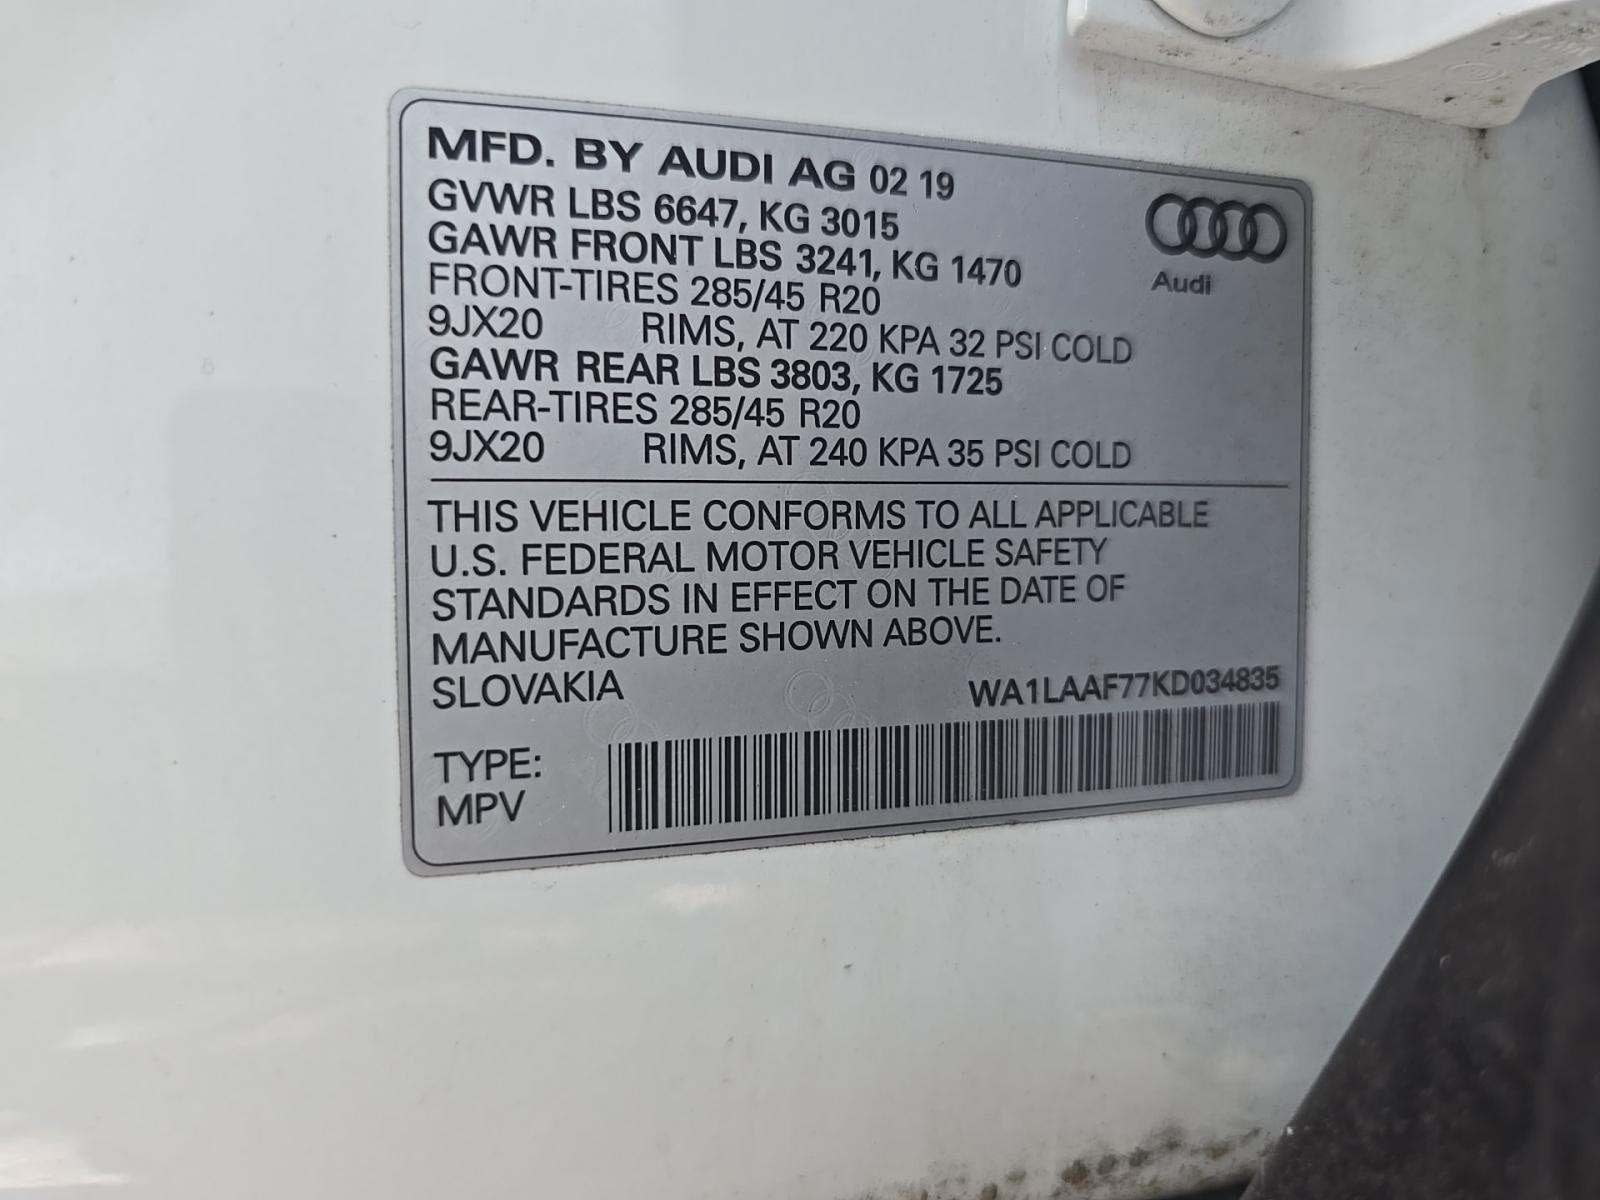 MFD. BY AUDI AG 02 19
GVWR LBS 6647, KG 3015
GAWR FRONT LBS 3241, KG 1470
FRONT-TIRES 285/45 R20
9JX20 RIMS, AT 220 KPA 32 PSI COLD
GAWR REAR LBS 3803, KG 1725
REAR-TIRES 285/45 R20
9JX20 RIMS, AT 240 KPA 35 PSI COLD
Audi
THIS VEHICLE CONFORMS TO ALL APPLICABLE
U.S. FEDERAL MOTOR VEHICLE SAFETY
STANDARDS IN EFFECT ON THE DATE OF
MANUFACTURE SHOWN ABOVE.
SLOVAKIA WA1LAAF77KD034835
TYPE:
MPV